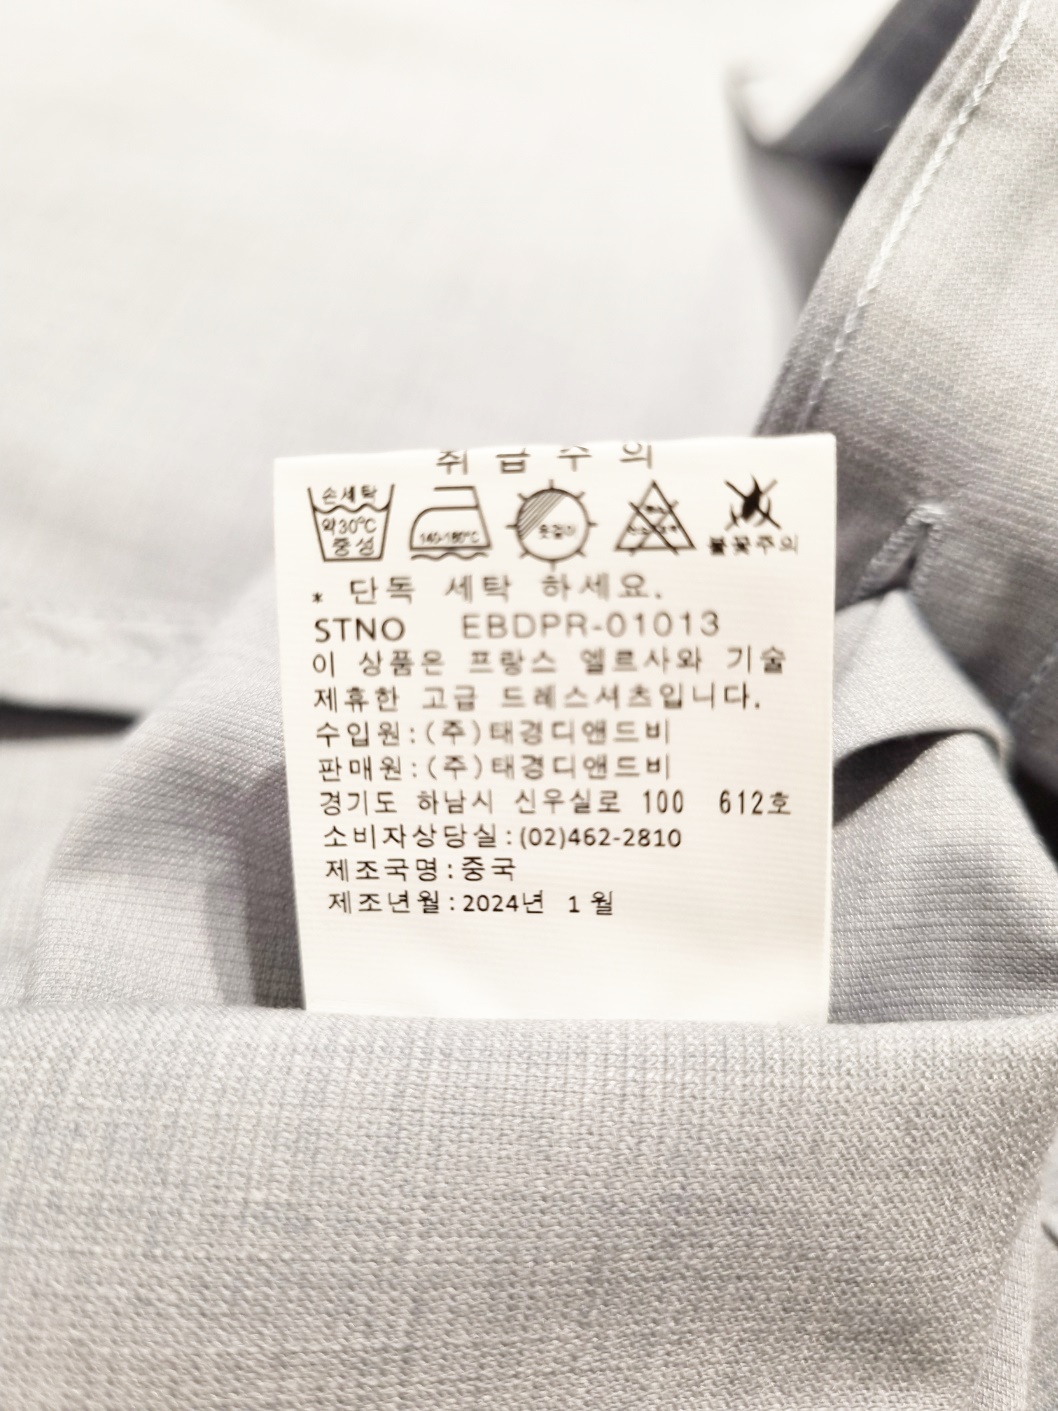 취급주의
손세탁
약30℃
중성
140-160℃
옷걸이
불꽃주의
* 단독 세탁 하세요.
STNO EBDPR-01013
이 상품은 프랑스 엘르사와 기술
제휴한 고급 드레스셔츠입니다.
수입원:(주)태경디앤드비
판매원:(주)태경디앤드비
경기도 하남시 신우실로 100 612호
소비자상당실:(02)462-2810
제조국명:중국
제조년월:2024년 1 월